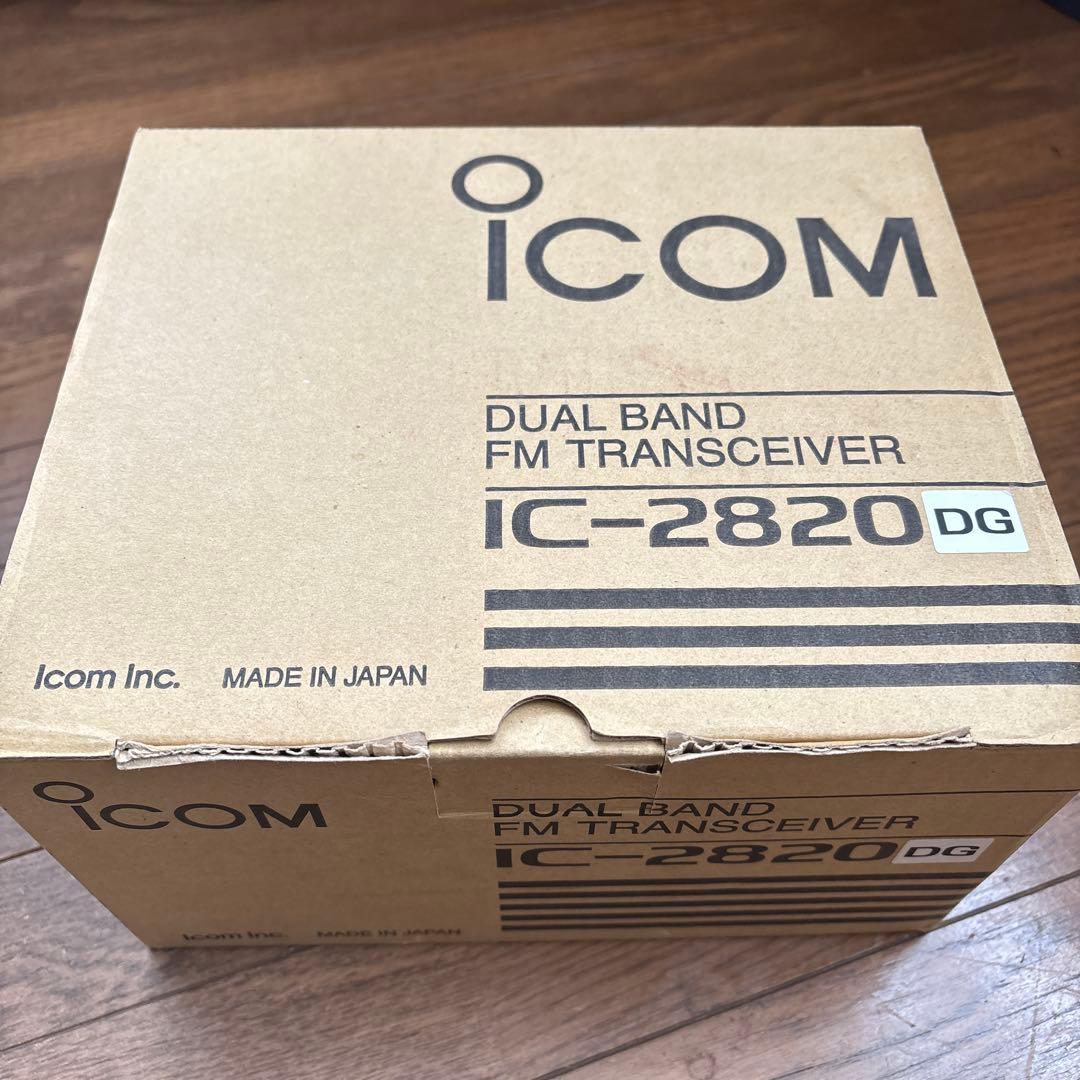 ICOM
DUAL BAND
FM TRANSCEIVER
IC-2820 DG
Icom Inc. MADE IN JAPAN
ICOM
DUAL BAND
FM TRANSCEIVER
IC-2820 DG
Icom Inc. MADE IN JAPAN